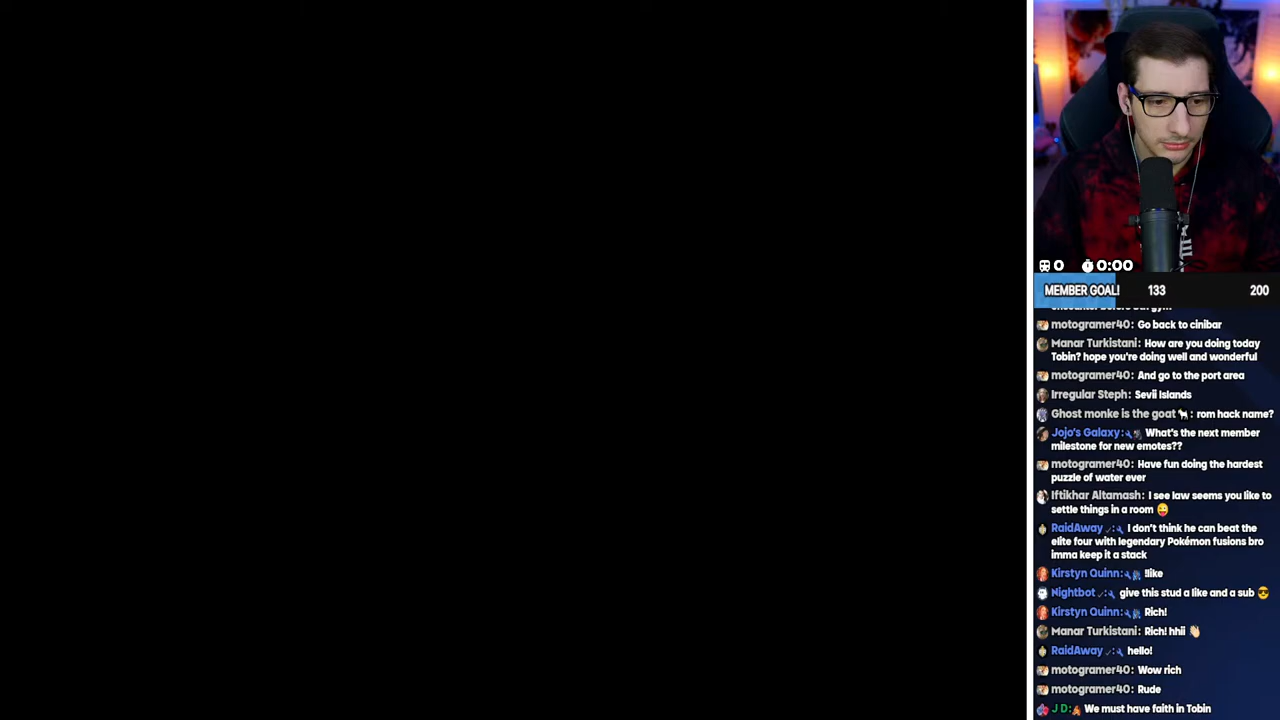 0 0:00
MEMBER GOAL! 133 200
motogramer40: Go back to cinibar
Manar Turkistani: How are you doing today
Tobin? hope you're doing well and wonderful
motogramer40: And go to the port area
Irregular Steph: Sevii Islands
Ghost monke is the goat 🐐: rom hack name?
Jojo's Galaxy: What's the next member
milestone for new emotes??
motogramer40: Have fun doing the hardest
puzzle of water ever
Iftikhar Altamash: I see law seems you like to
settle things in a room 😜
RaidAway ✓: I don't think he can beat the
elite four with legendary Pokémon fusions bro
imma keep it a stack
Kirstyn Quinn: !like
Nightbot ✓: give this stud a like and a sub 😎
Kirstyn Quinn: Rich!
Manar Turkistani: Rich! hhii 👋🏻
RaidAway ✓: hello!
motogramer40: Wow rich
motogramer40: Rude
J D: We must have faith in Tobin